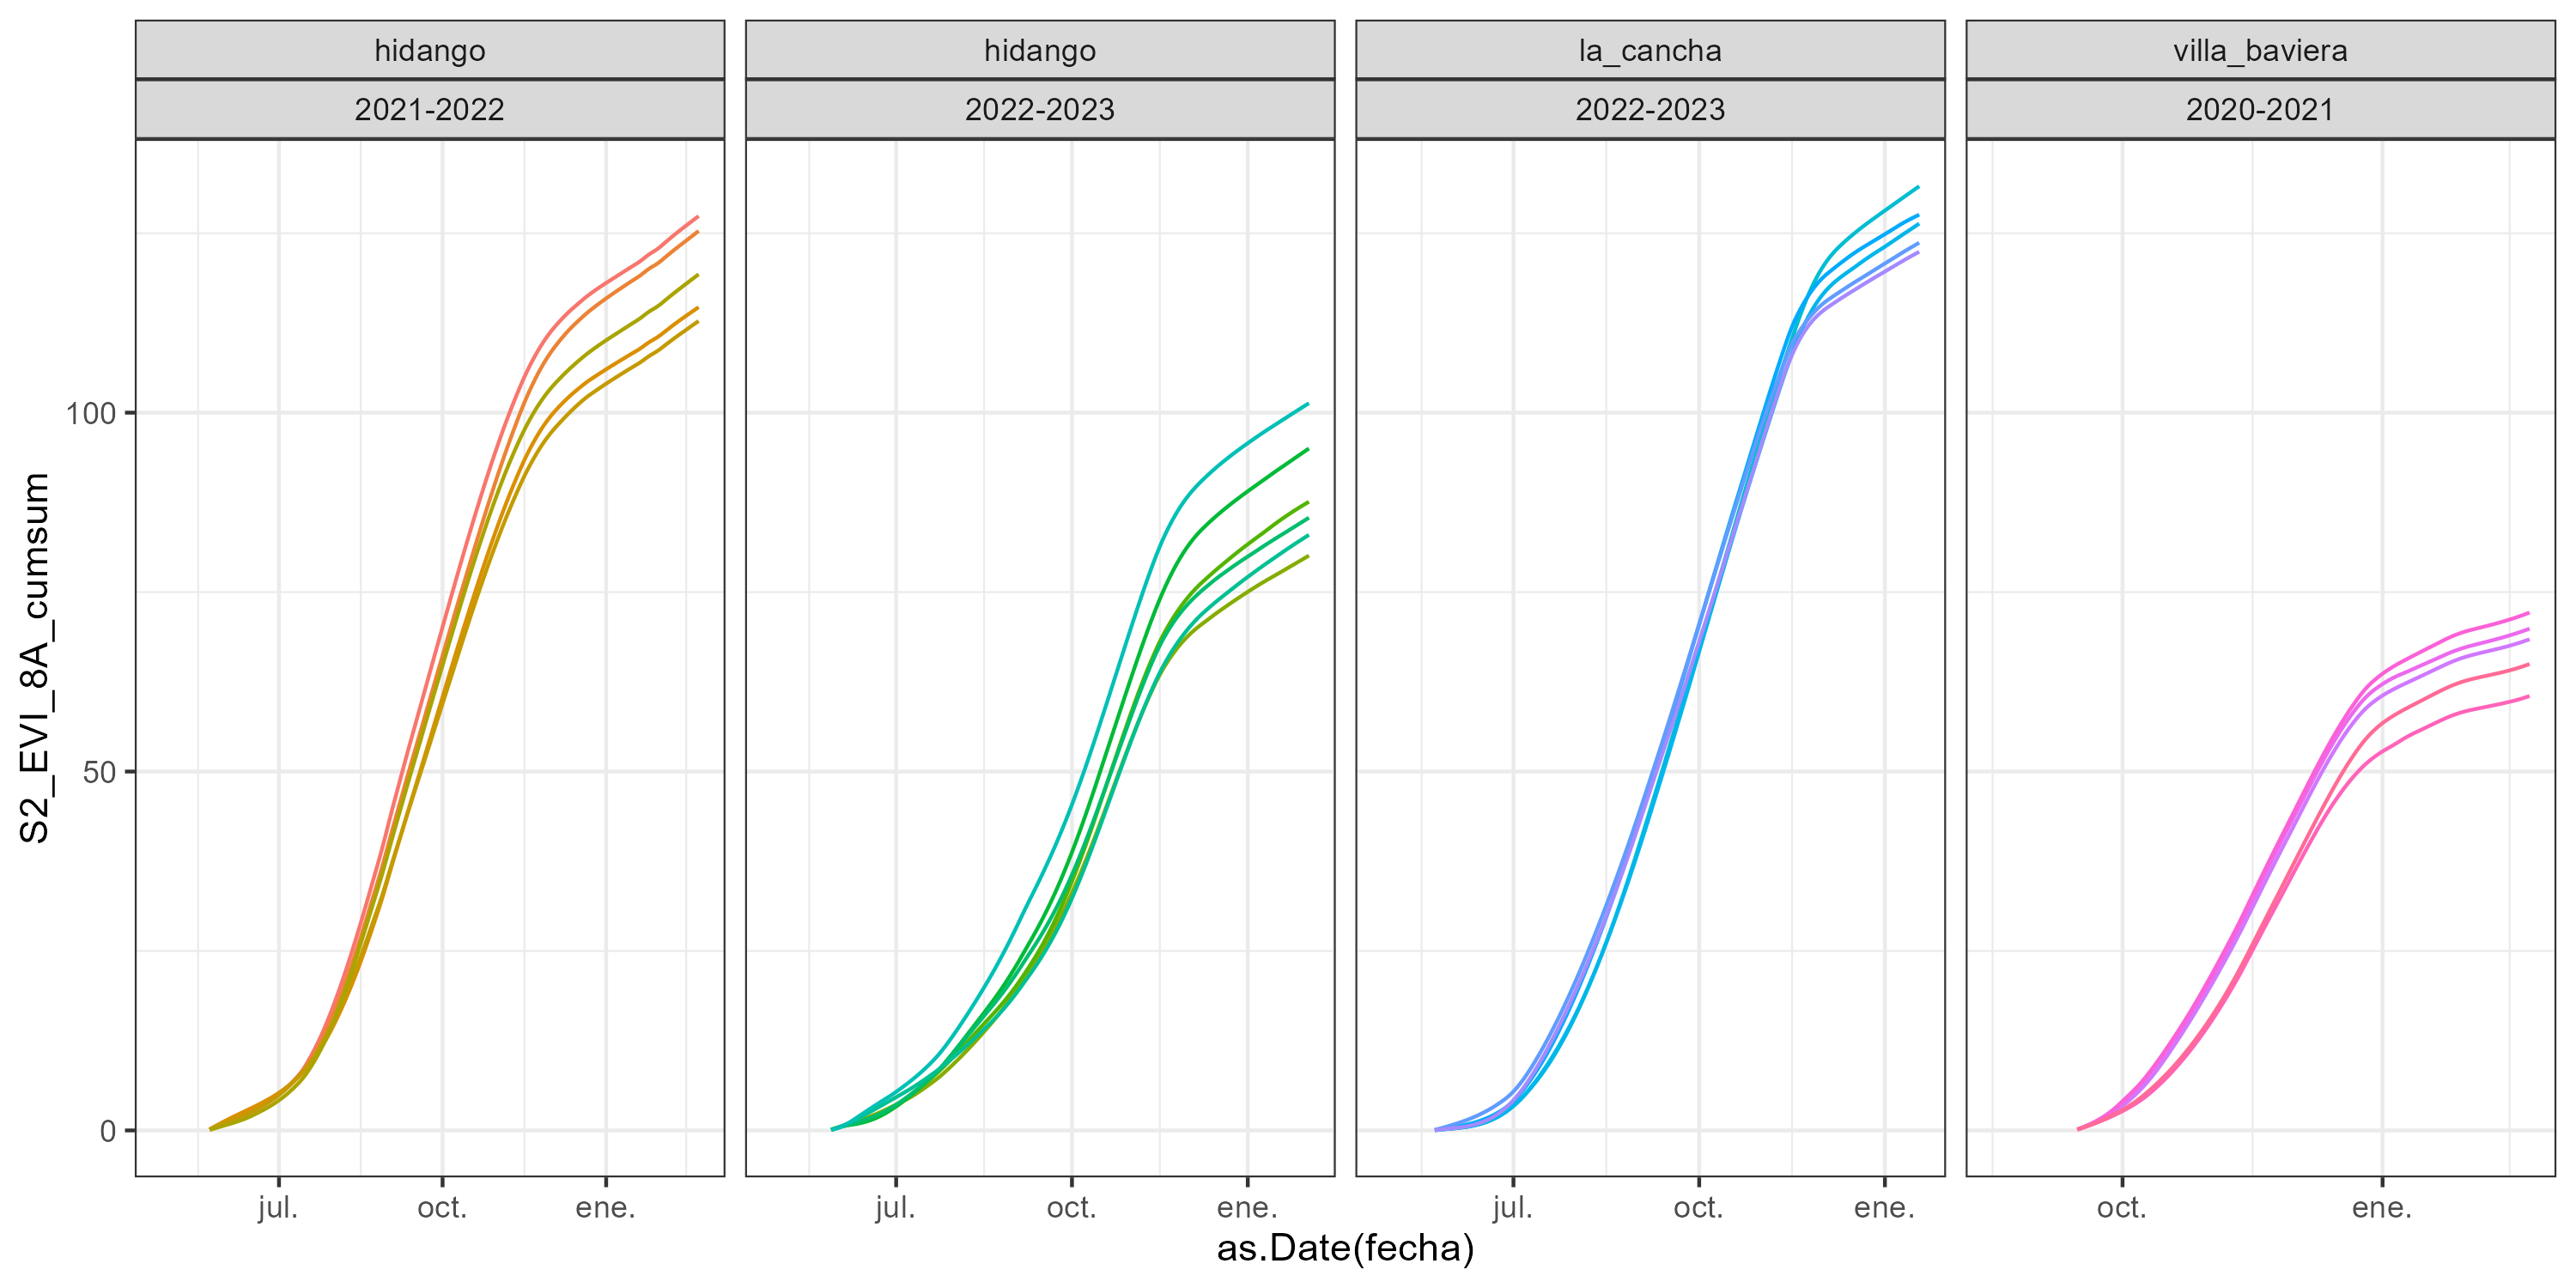 hidango hidango la_cancha villa_baviera
2021-2022 2022-2023 2022-2023 2020-2021
S2_EVI_8A_cumsum
100
50
0
jul. oct. ene. jul. oct. ene. jul. oct. ene. oct. ene.
as.Date(fecha)